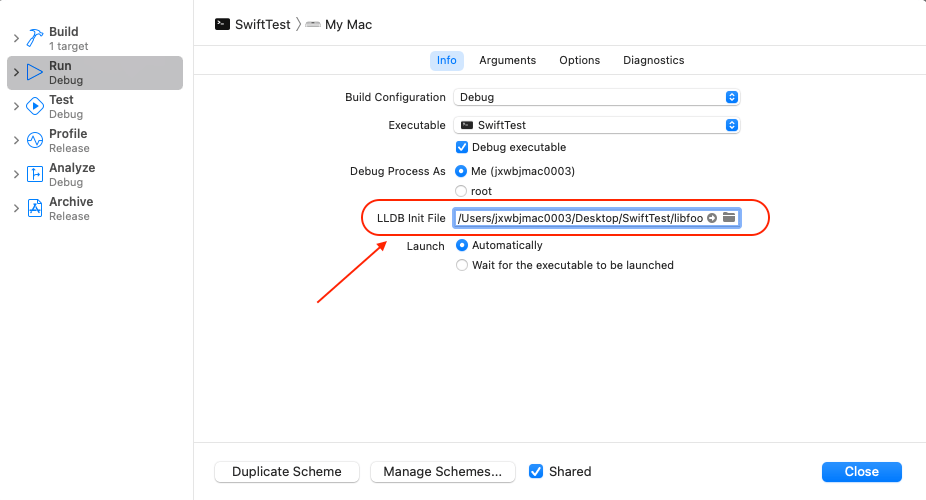 Build
1 target
Run
Debug
Test
Debug
Profile
Release
Analyze
Debug
Archive
Release
SwiftTest 〉 My Mac
Info Arguments Options Diagnostics
Build Configuration Debug
Executable SwiftTest
Debug executable
Debug Process As Me (jxwbjmac0003)
root
LLDB Init File /Users/jxwbjmac0003/Desktop/SwiftTest/libfoo
Launch Automatically
Wait for the executable to be launched
Duplicate Scheme Manage Schemes... Shared Close